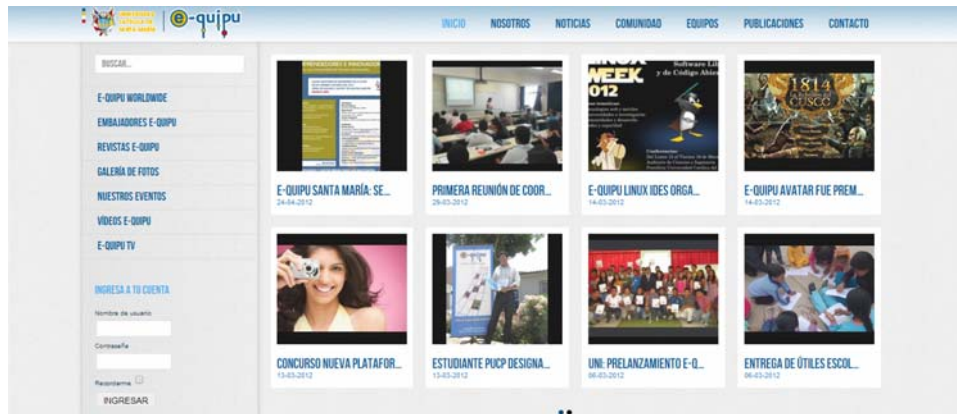 e-quipu
INICIO NOSOTROS NOTICIAS COMUNIDAD EQUIPOS PUBLICACIONES CONTACTO
BUSCAR...
E-QUIPU WORLDWIDE
EMBAJADORES E-QUIPU
REVISTAS E-QUIPU
GALERÍA DE FOTOS
NUESTROS EVENTOS
VÍDEOS E-QUIPU
E-QUIPU TV
INGRESA A TU CUENTA
Nombre de usuario
Contraseña
Recordarme
INGRESAR
E-QUIPU SANTA MARÍA: SE...
24-04-2012
PRIMERA REUNIÓN DE COOR...
29-03-2012
LINUX
WEEK
2012
Software Lib
y de Código Abier
E-QUIPU LINUX IDES ORGA...
14-03-2012
1814
CUSCO
E-QUIPU AVATAR FUE PREM...
14-03-2012
CONCURSO NUEVA PLATAFOR...
13-03-2012
ESTUDIANTE PUCP DESIGNA...
13-03-2012
UNI: PRELANZAMIENTO E-Q...
06-03-2012
ENTREGA DE ÚTILES ESCOL...
06-03-2012